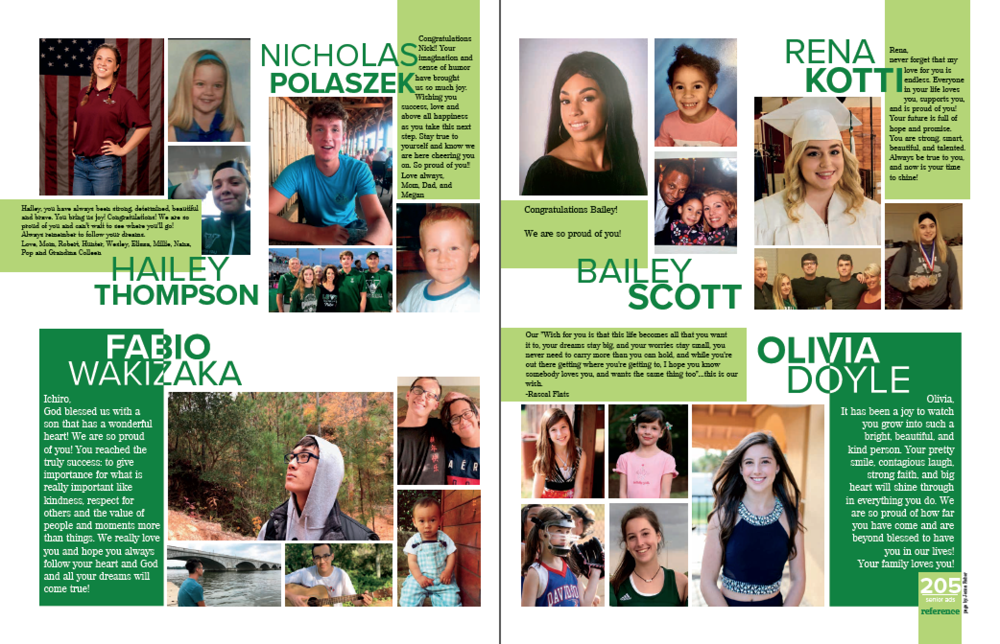 NICHOLAS
POLASZEK
Congratulations
Nick!! Your
imagination and
sense of humor
have brought
us so much joy.
Wishing you
success, love and
above all happiness
as you take this next
step. Stay true to
yourself and know we
are here cheering you
on. So proud of you!!
Love always,
Mom, Dad, and
Megan
Hailey, you have always been strong, determined, beautiful
and brave. You bring us joy! Congratulations! We are so
proud of you and can't wait to see where you'll go!
Always remember to follow your dreams.
Love, Mom, Robert, Hunter, Wesley, Elissa, Millie, Nana,
Pop and Grandma Colleen
HAILEY
THOMPSON
FABIO
WAKIZAKA
Ichiro,
God blessed us with a
son that has a wonderful
heart! We are so proud
of you! You reached the
truly success: to give
importance for what is
really important like
kindness, respect for
others and the value of
people and moments more
than things. We really love
you and hope you always
follow your heart and God
and all your dreams will
come true!
AÉR
RENA
KOTTI
Rena,
never forget that my
love for you is
endless. Everyone
in your life loves
you, supports you,
and is proud of you!
Your future is full of
hope and promise.
You are strong, smart,
beautiful, and talented.
Always be true to you,
and now is your time
to shine!
Congratulations Bailey!
We are so proud of you!
BAILEY
SCOTT
Our "Wish for you is that this life becomes all that you want
it to, your dreams stay big, and your worries stay small, you
never need to carry more than you can hold, and while you're
out there getting where you're getting to, I hope you know
somebody loves you, and wants the same thing too"....this is our
wish.
-Rascal Flats
OLIVIA
DOYLE
Olivia,
It has been a joy to watch
you grow into such a
bright, beautiful, and
kind person. Your pretty
smile, contagious laugh,
strong faith, and big
heart will shine through
in everything you do. We
are so proud of how far
you have come and are
beyond blessed to have
you in our lives!
Your family loves you!
205
senior ads
reference